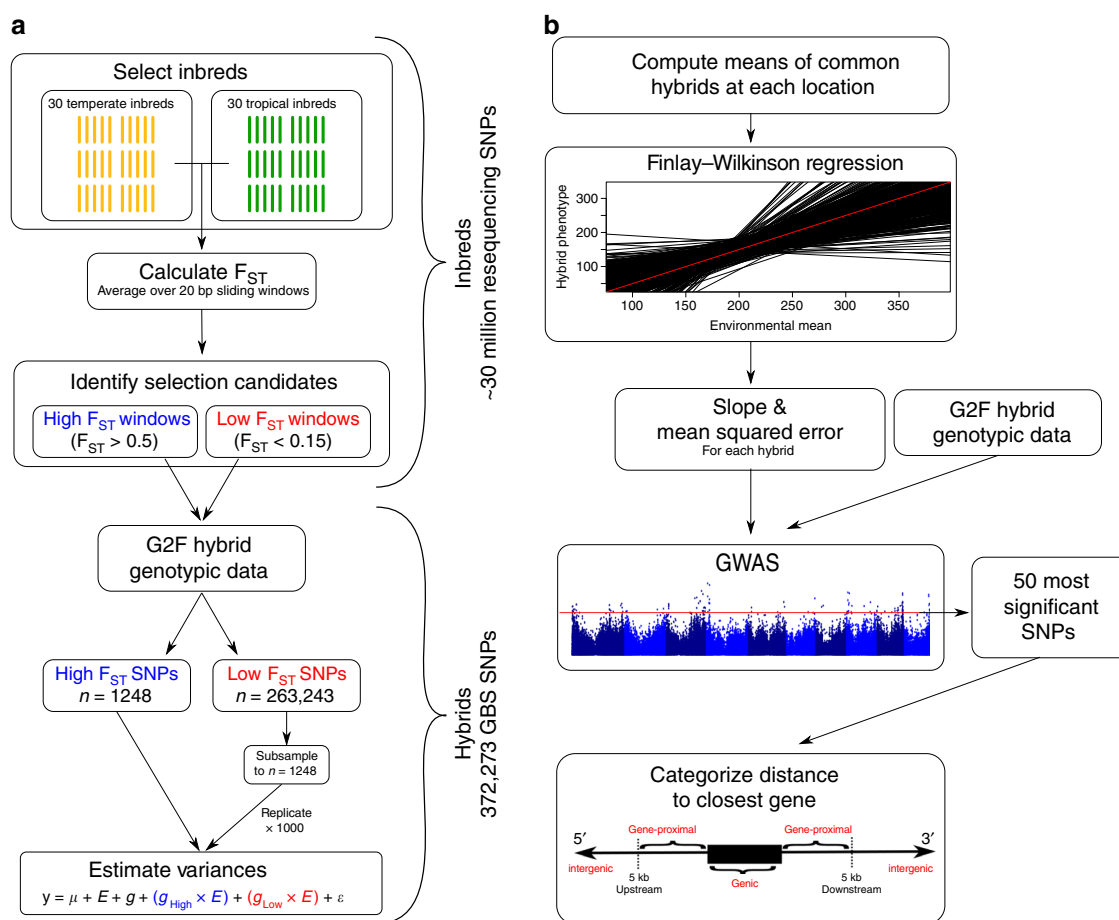 a
Select inbreds
30 temperate inbreds
30 tropical inbreds
Calculate FST
Average over 20 bp sliding windows
Identify selection candidates
High FST windows
(FST > 0.5)
Low FST windows
(FST < 0.15)
Inbreds
~30 million resequencing SNPs
G2F hybrid
genotypic data
High FST SNPs
n = 1248
Low FST SNPs
n = 263,243
Subsample
to n = 1248
Replicate
× 1000
Estimate variances
y = μ + E + g + (gHigh × E) + (gLow × E) + ε
Hybrids
372,273 GBS SNPs
b
Compute means of common
hybrids at each location
Finlay–Wilkinson regression
Hybrid phenotype
300
200
100
100
150
200
250
300
350
Environmental mean
Slope &
mean squared error
For each hybrid
G2F hybrid
genotypic data
GWAS
50 most
significant
SNPs
Categorize distance
to closest gene
5′
Gene-proximal
Gene-proximal
3′
intergenic
5 kb
Upstream
Genic
5 kb
Downstream
intergenic